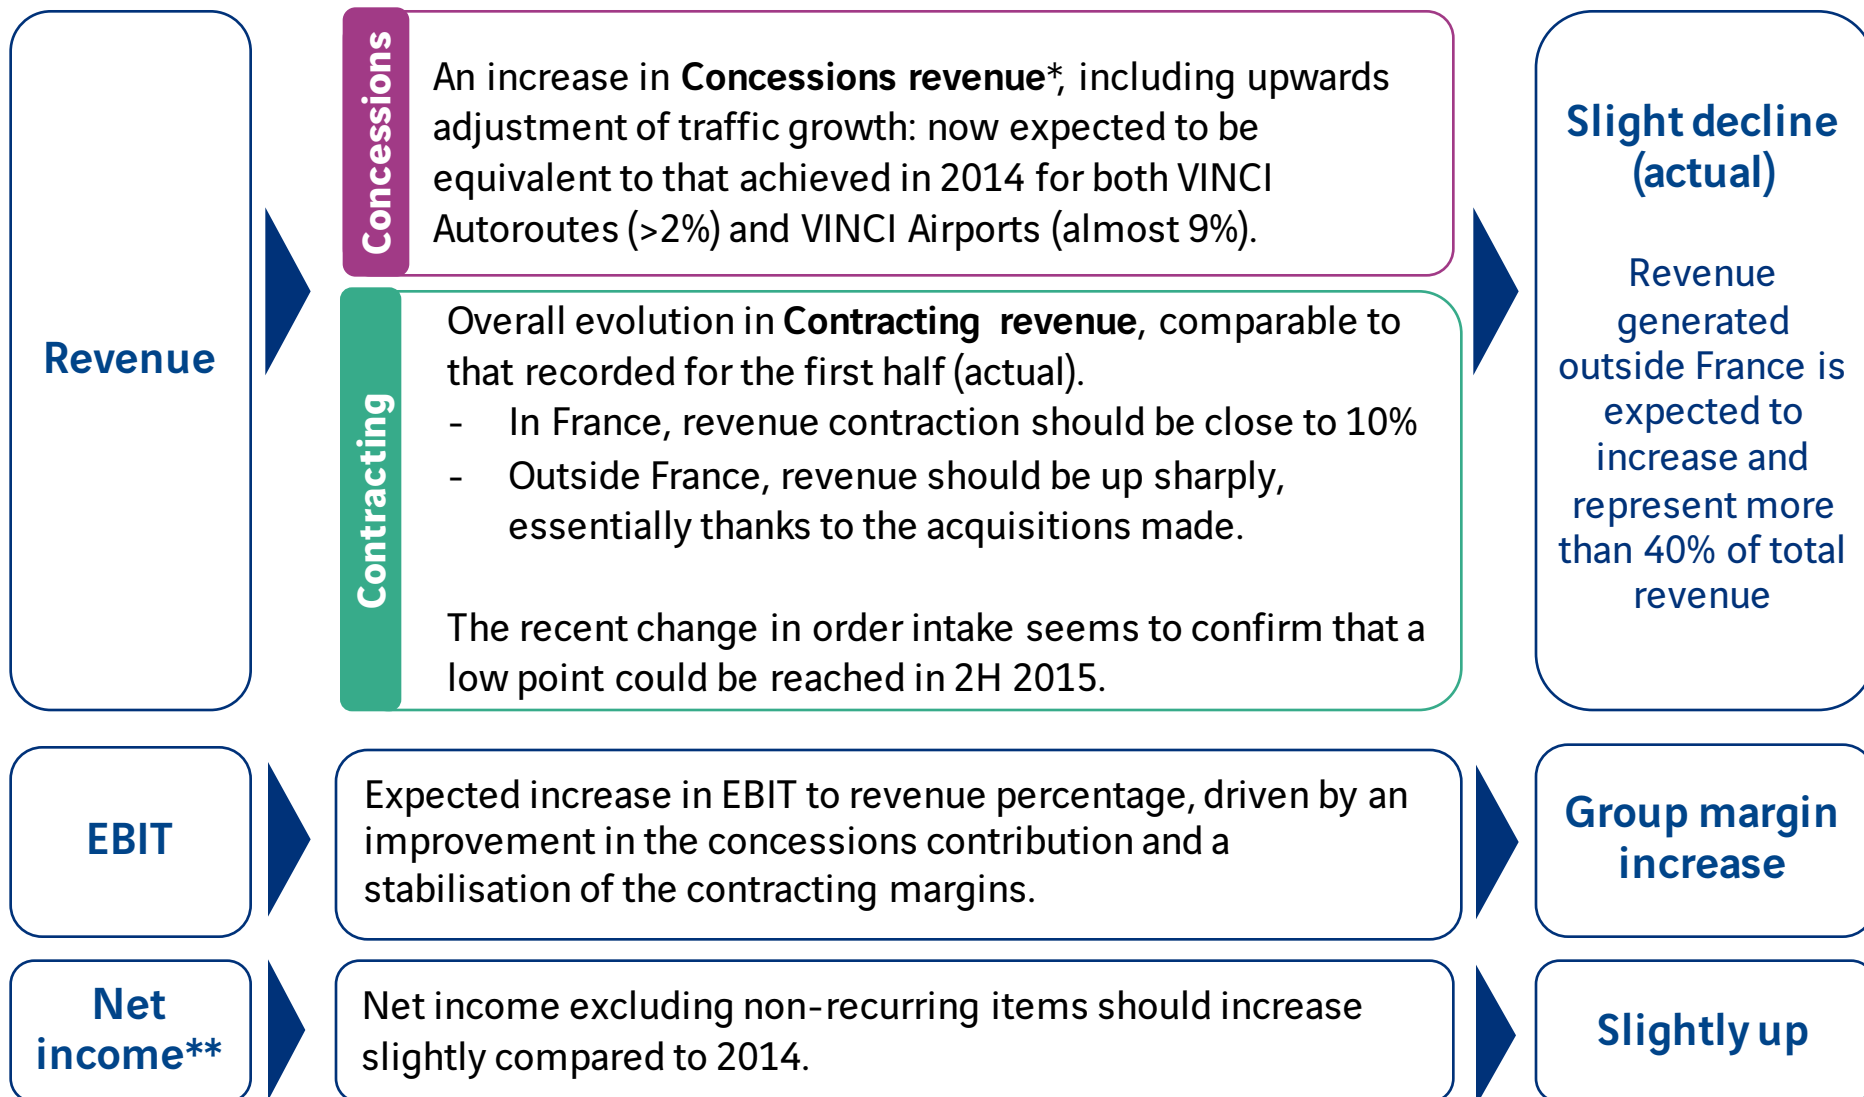 Revenue
Concessions
An increase in Concessions revenue*, including upwards
adjustment of traffic growth: now expected to be
equivalent to that achieved in 2014 for both VINCI
Autoroutes (>2%) and VINCI Airports (almost 9%).
Contracting
Overall evolution in Contracting revenue, comparable to
that recorded for the first half (actual).
- In France, revenue contraction should be close to 10%
- Outside France, revenue should be up sharply,
essentially thanks to the acquisitions made.
The recent change in order intake seems to confirm that a
low point could be reached in 2H 2015.
Slight decline
(actual)
Revenue
generated
outside France is
expected to
increase and
represent more
than 40% of total
revenue
EBIT
Expected increase in EBIT to revenue percentage, driven by an
improvement in the concessions contribution and a
stabilisation of the contracting margins.
Group margin
increase
Net
income**
Net income excluding non-recurring items should increase
slightly compared to 2014.
Slightly up